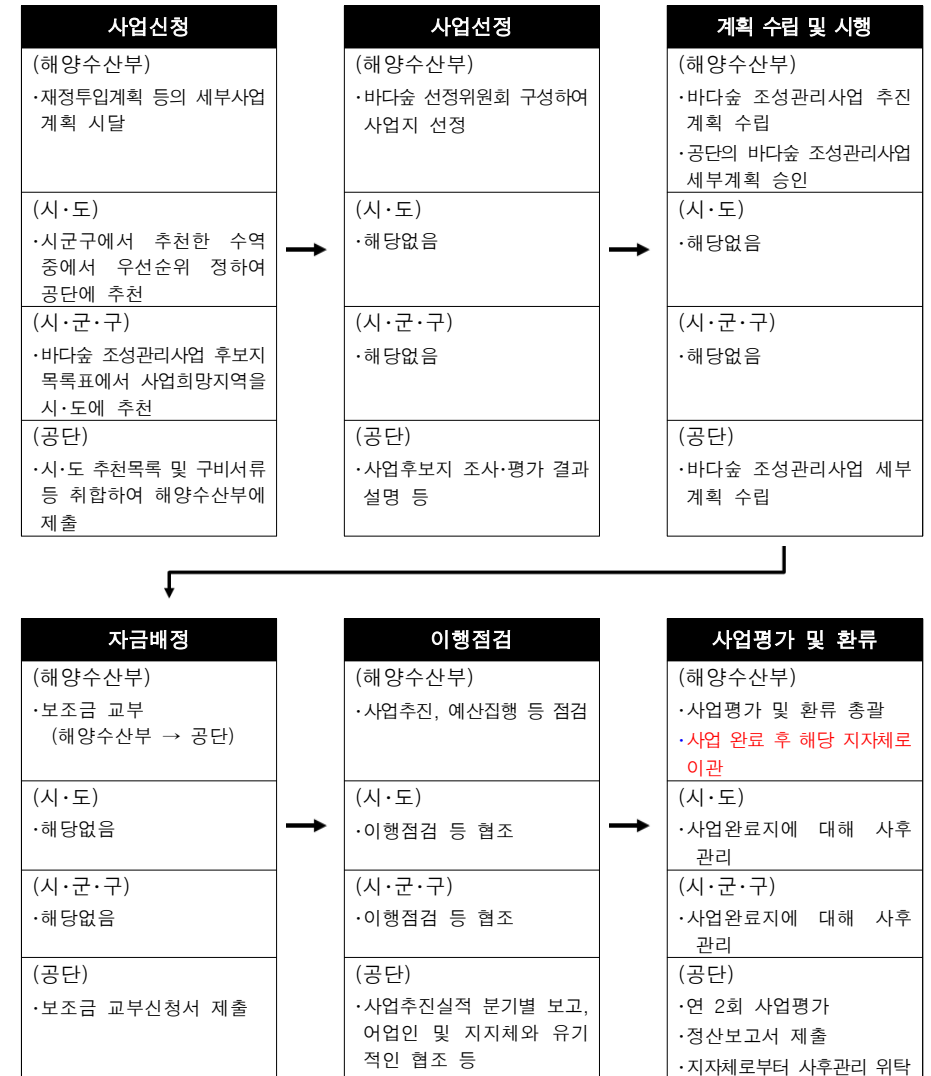 사업신청
(해양수산부)
·재정투입계획 등의 세부사업
계획 시달
(시·도)
·시군구에서 추천한 수역
중에서 우선순위 정하여
공단에 추천
(시·군·구)
·바다숲 조성관리사업 후보지
목록표에서 사업희망지역을
시·도에 추천
(공단)
·시·도 추천목록 및 구비서류
등 취합하여 해양수산부에
제출
사업선정
(해양수산부)
·바다숲 선정위원회 구성하여
사업지 선정
(시·도)
·해당없음
(시·군·구)
·해당없음
(공단)
·사업후보지 조사·평가 결과
설명 등
계획 수립 및 시행
(해양수산부)
·바다숲 조성관리사업 추진
계획 수립
·공단의 바다숲 조성관리사업
세부계획 승인
(시·도)
·해당없음
(시·군·구)
·해당없음
(공단)
·바다숲 조성관리사업 세부
계획 수립
자금배정
(해양수산부)
·보조금 교부
(해양수산부 → 공단)
(시·도)
·해당없음
(시·군·구)
·해당없음
(공단)
·보조금 교부신청서 제출
이행점검
(해양수산부)
·사업추진, 예산집행 등 점검
(시·도)
·이행점검 등 협조
(시·군·구)
·이행점검 등 협조
(공단)
·사업추진실적 분기별 보고,
어업인 및 지지체와 유기
적인 협조 등
사업평가 및 환류
(해양수산부)
·사업평가 및 환류 총괄
·사업 완료 후 해당 지자체로
이관
(시·도)
·사업완료지에 대해 사후
관리
(시·군·구)
·사업완료지에 대해 사후
관리
(공단)
·연 2회 사업평가
·정산보고서 제출
·지자체로부터 사후관리 위탁